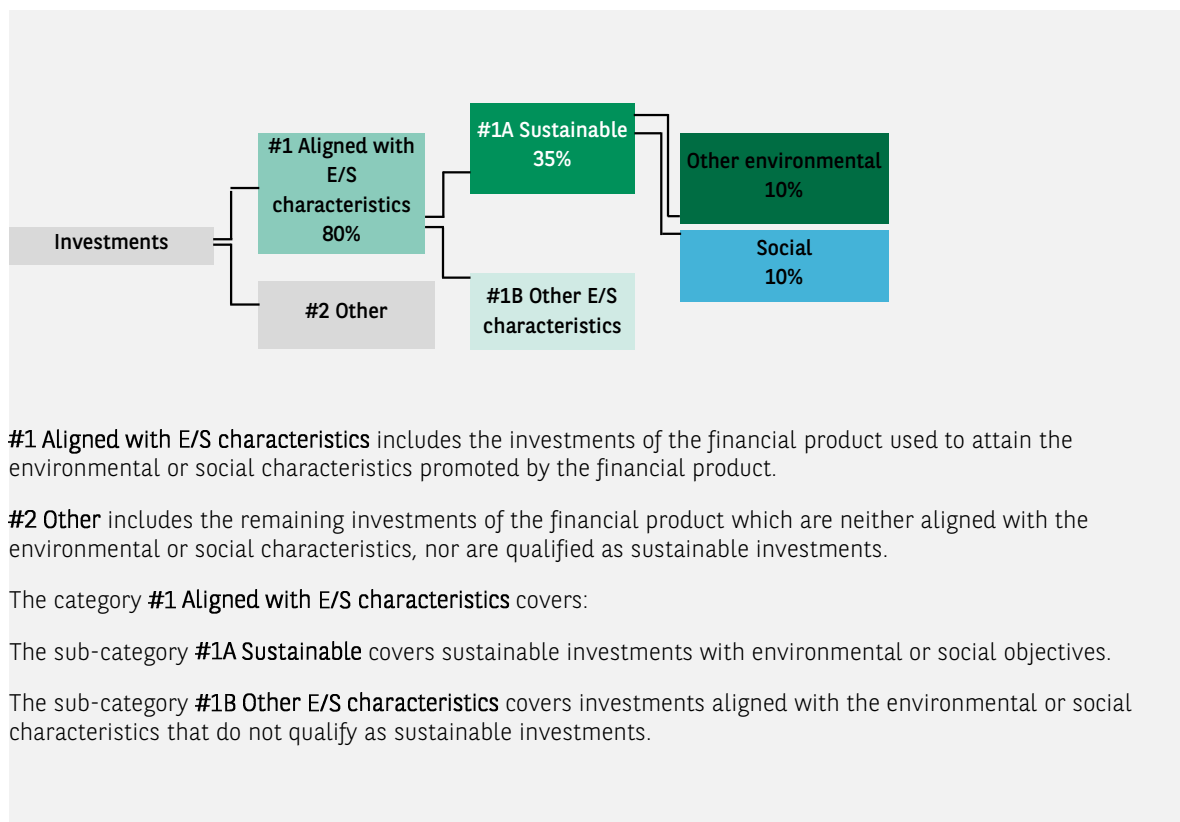 #1A Sustainable
35%
#1 Aligned with
E/S
characteristics
80%
Other environmental
10%
Investments
Social
10%
#2 Other
#1B Other E/S
characteristics
#1 Aligned with E/S characteristics includes the investments of the financial product used to attain the
environmental or social characteristics promoted by the financial product.
#2 Other includes the remaining investments of the financial product which are neither aligned with the
environmental or social characteristics, nor are qualified as sustainable investments.
The category #1 Aligned with E/S characteristics covers:
The sub-category #1A Sustainable covers sustainable investments with environmental or social objectives.
The sub-category #1B Other E/S characteristics covers investments aligned with the environmental or social
characteristics that do not qualify as sustainable investments.